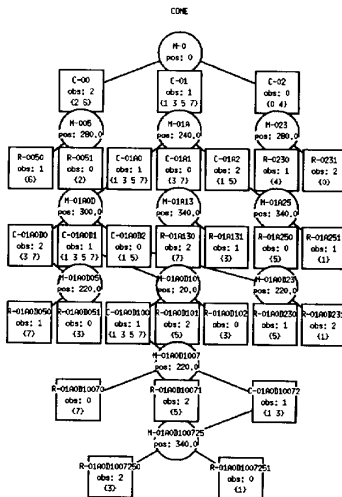 CONE
M-0
pos: 0
C-00
obs: 2
{2 6}
C-01
obs: 1
{1 3 5 7}
C-02
obs: 0
{0 4}
M-005
pos: 280.0
M-01A
pos: 240.0
M-023
pos: 280.0
R-0050
obs: 1
{6}
R-0051
obs: 0
{2}
C-01A0
obs: 1
{1 3 5 7}
C-01A1
obs: 0
{3 7}
C-01A2
obs: 2
{1 5}
R-0230
obs: 1
{4}
R-0231
obs: 2
{0}
M-01A0D
pos: 300.0
M-01A13
pos: 340.0
M-01A25
pos: 340.0
C-01A0D0
obs: 2
{3 7}
C-01A0D1
obs: 1
{1 3 5 7}
C-01A0D2
obs: 0
{1 5}
R-01A130
obs: 2
{7}
R-01A131
obs: 1
{3}
R-01A250
obs: 0
{5}
R-01A251
obs: 1
{1}
M-01A0D05
pos: 220.0
M-01A0D10
pos: 20.0
M-01A0D23
pos: 220.0
R-01A0D050
obs: 1
{7}
R-01A0D051
obs: 0
{3}
C-01A0D100
obs: 1
{1 3 5 7}
R-01A0D101
obs: 2
{5}
R-01A0D102
obs: 0
{3}
R-01A0D230
obs: 1
{5}
R-01A0D231
obs: 2
{1}
M-01A0D1007
pos: 220.0
R-01A0D10070
obs: 0
{7}
R-01A0D10071
obs: 2
{5}
C-01A0D10072
obs: 1
{1 3}
M-01A0D100725
pos: 340.0
R-01A0D1007250
obs: 2
{3}
R-01A0D1007251
obs: 0
{1}